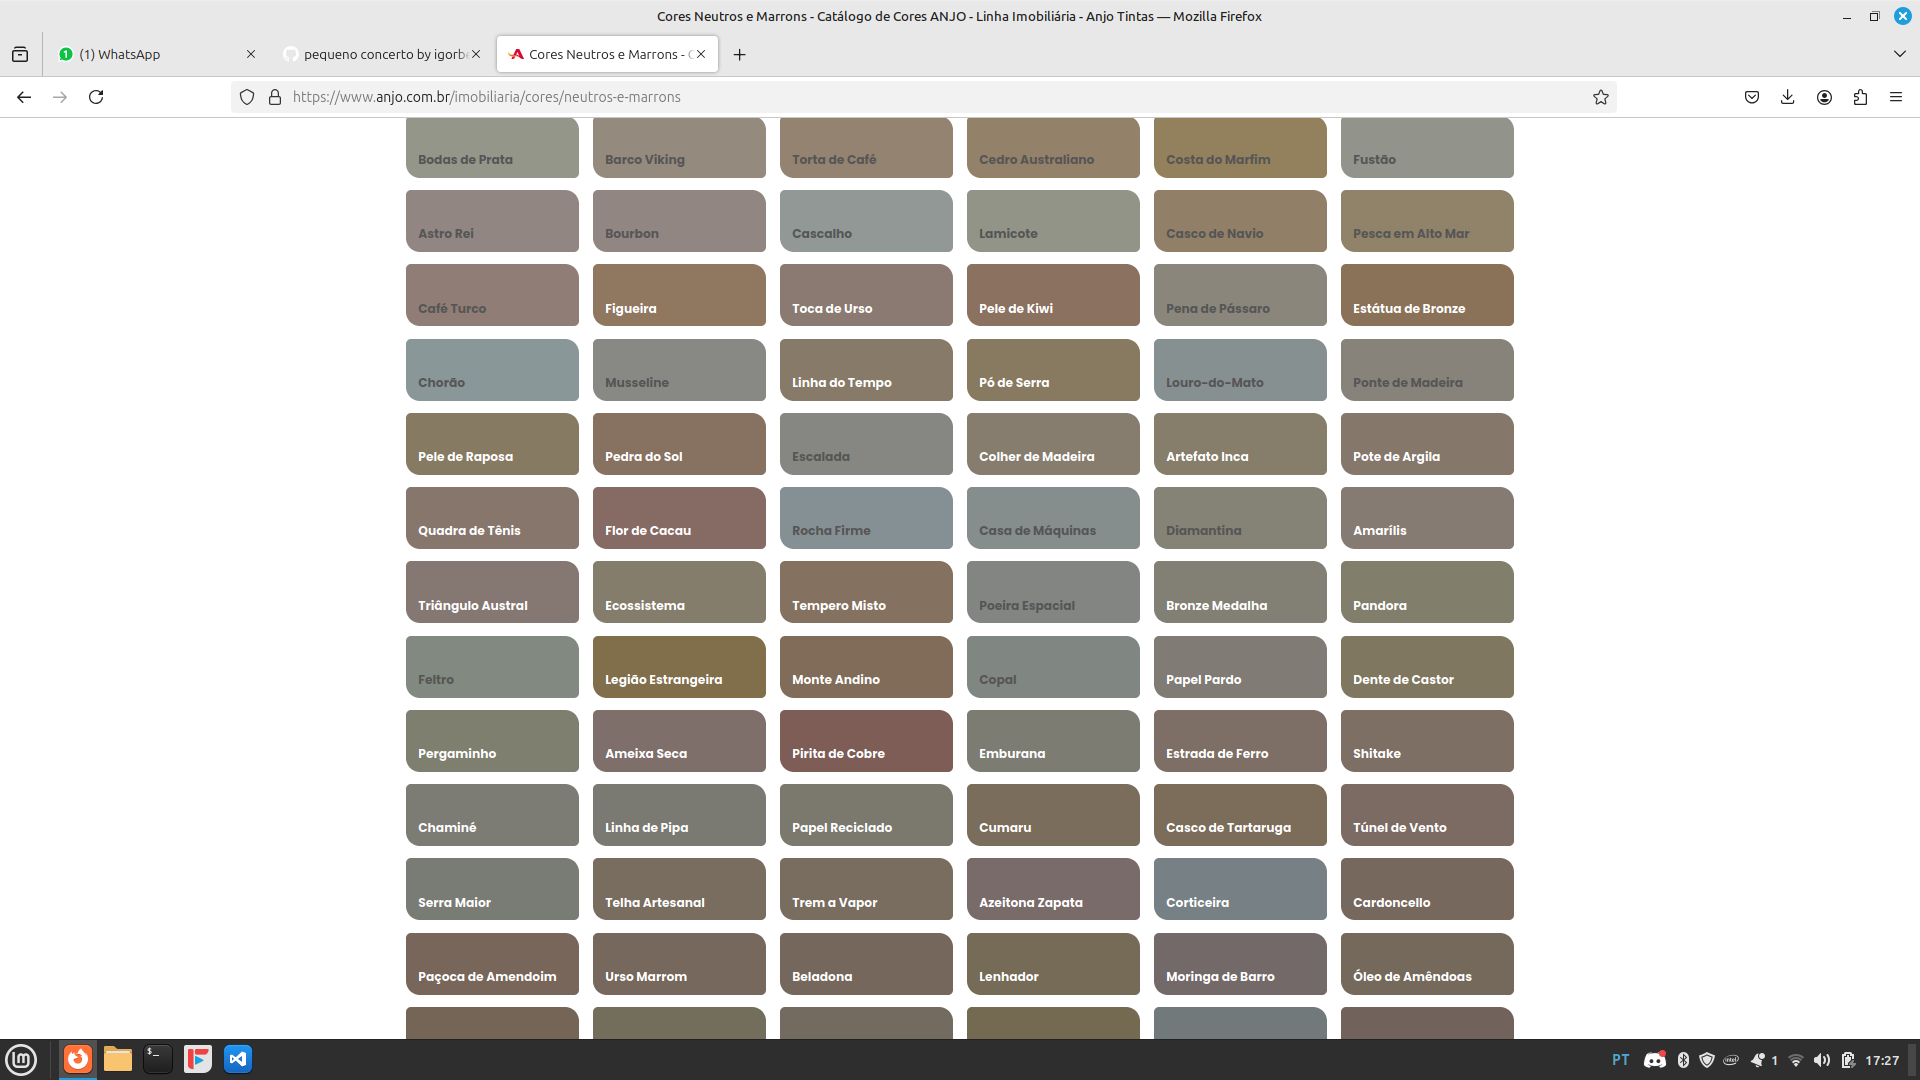 Cores Neutros e Marrons - Catálogo de Cores ANJO - Linha Imobiliária - Anjo Tintas — Mozilla Firefox
(1) WhatsApp
pequeno concerto by igorb
Cores Neutros e Marrons -
https://www.anjo.com.br/imobiliaria/cores/neutros-e-marrons
Bodas de Prata
Barco Viking
Torta de Café
Cedro Australiano
Costa do Marfim
Fustão
Astro Rei
Bourbon
Cascalho
Lamicote
Casco de Navio
Pesca em Alto Mar
Café Turco
Figueira
Toca de Urso
Pele de Kiwi
Pena de Pássaro
Estátua de Bronze
Chorão
Musseline
Linha do Tempo
Pó de Serra
Louro-do-Mato
Ponte de Madeira
Pele de Raposa
Pedra do Sol
Escalada
Colher de Madeira
Artefato Inca
Pote de Argila
Quadra de Tênis
Flor de Cacau
Rocha Firme
Casa de Máquinas
Diamantina
Amarílis
Triângulo Austral
Ecossistema
Tempero Misto
Poeira Espacial
Bronze Medalha
Pandora
Feltro
Legião Estrangeira
Monte Andino
Copal
Papel Pardo
Dente de Castor
Pergaminho
Ameixa Seca
Pirita de Cobre
Emburana
Estrada de Ferro
Shitake
Chaminé
Linha de Pipa
Papel Reciclado
Cumaru
Casco de Tartaruga
Túnel de Vento
Serra Maior
Telha Artesanal
Trem a Vapor
Azeitona Zapata
Corticeira
Cardoncello
Paçoca de Amendoim
Urso Marrom
Beladona
Lenhador
Moringa de Barro
Óleo de Amêndoas
PT
1
17:27